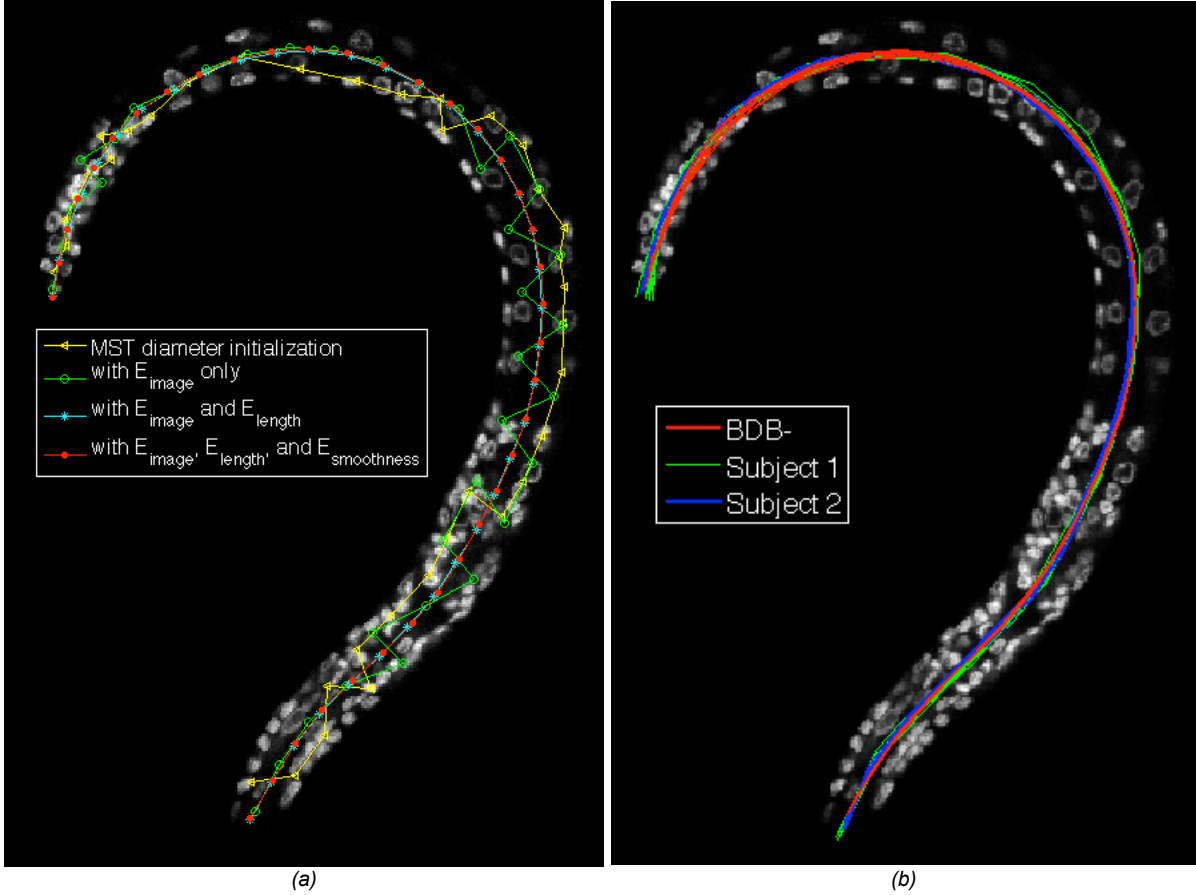 MST diameter initialization
with E_image only
with E_image and E_length
with E_image, E_length, and E_smoothness
BDB-
Subject 1
Subject 2
(a)
(b)